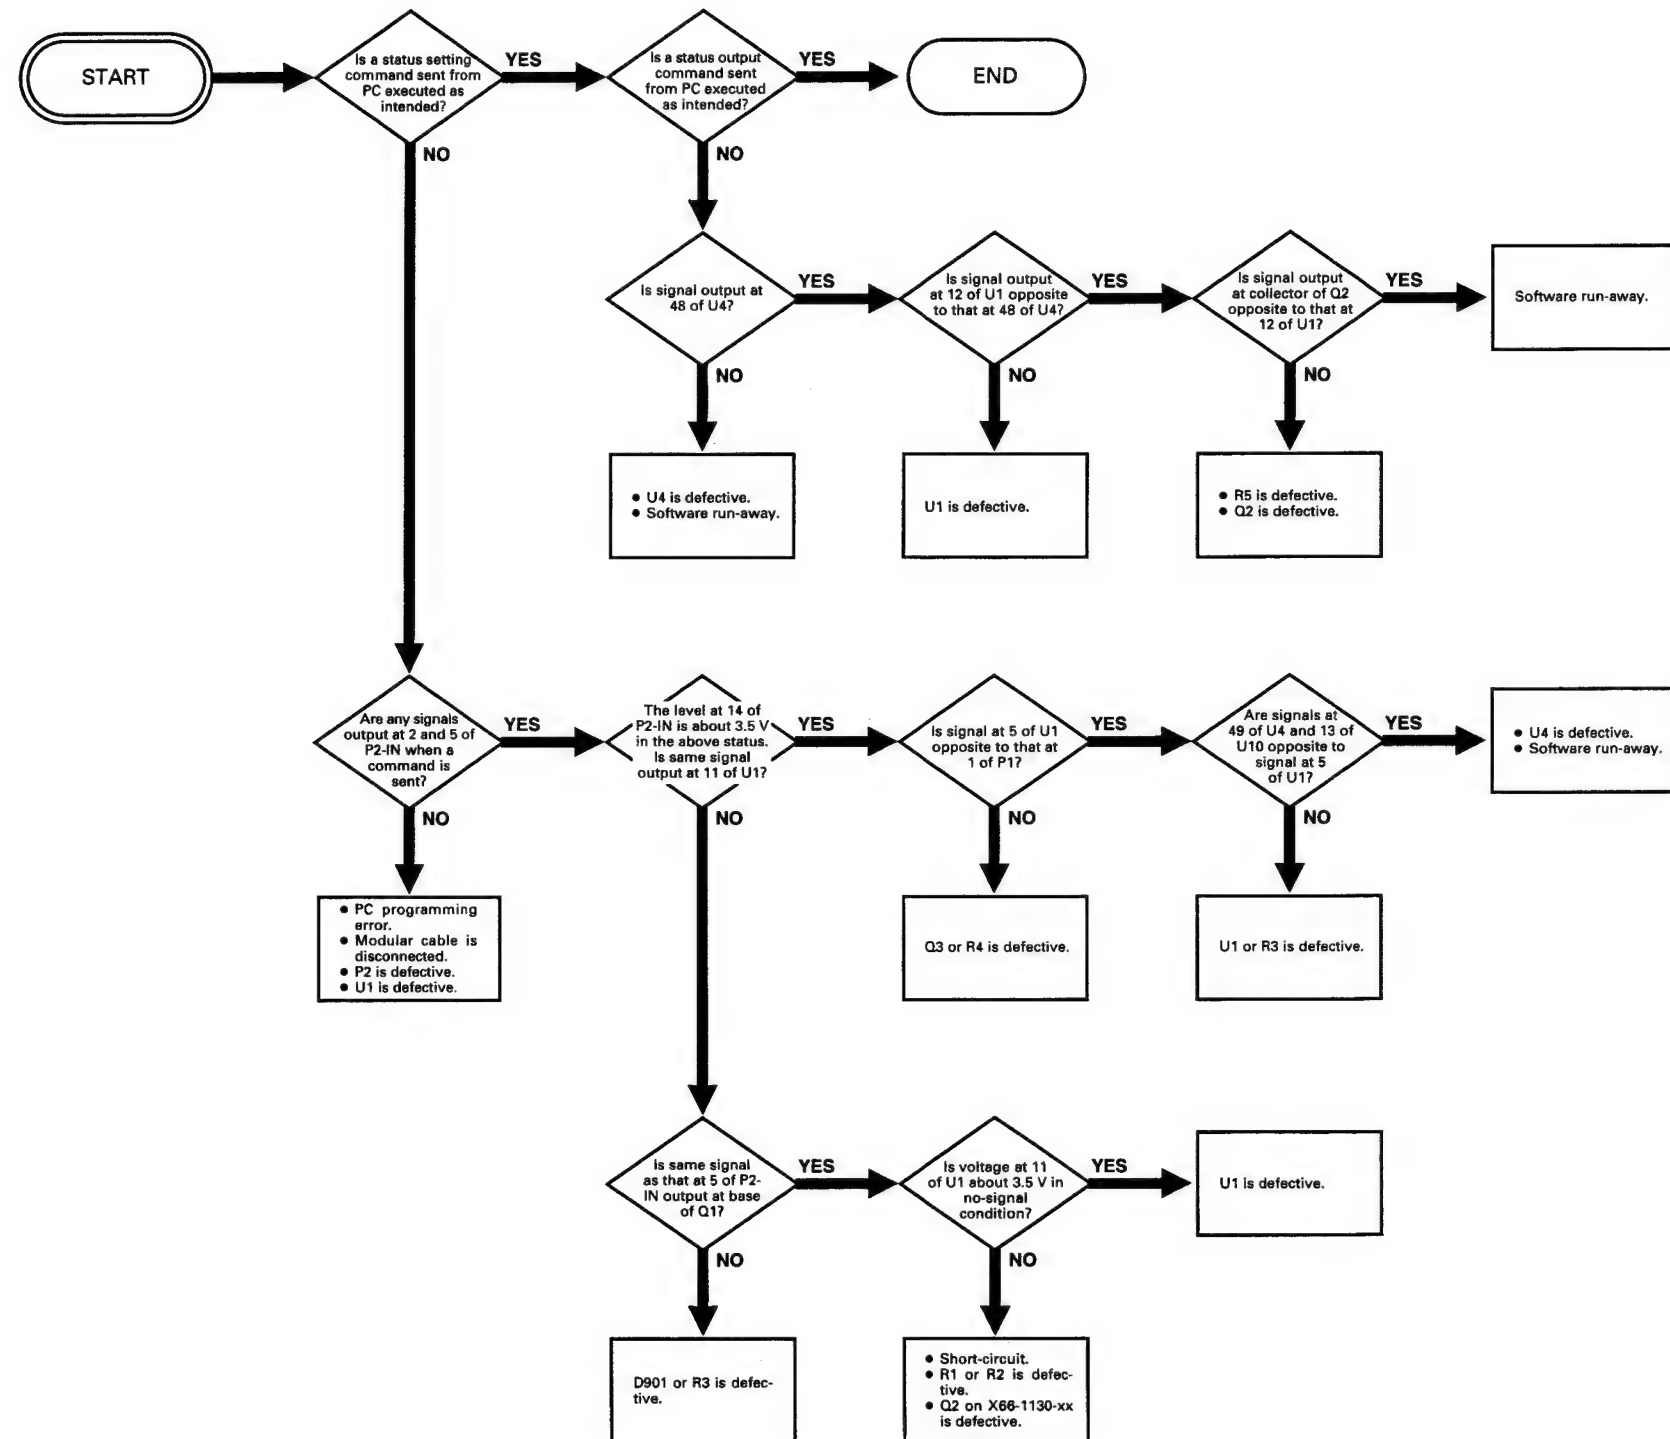 START
Is a status setting
command sent from
PC executed as
intended?
YES
Is a status output
command sent
from PC executed
as intended?
YES
END
NO
NO
Is signal output at
48 of U4?
YES
Is signal output
at 12 of U1 opposite
to that at 48 of U4?
YES
Is signal output
at collector of Q2
opposite to that at
12 of U1?
YES
Software run-away.
NO
NO
NO
● U4 is defective.
● Software run-away.
U1 is defective.
● R5 is defective.
● Q2 is defective.
Are any signals
output at 2 and 5 of
P2-IN when a
command is
sent?
YES
The level at 14 of
P2-IN is about 3.5 V
in the above status.
Is same signal
output at 11 of U1?
YES
Is signal at 5 of U1
opposite to that at
1 of P1?
YES
Are signals at
49 of U4 and 13 of
U10 opposite to
signal at 5
of U1?
YES
● U4 is defective.
● Software run-away.
NO
NO
NO
NO
● PC programming
error.
● Modular cable is
disconnected.
● P2 is defective.
● U1 is defective.
Q3 or R4 is defective.
U1 or R3 is defective.
Is same signal
as that at 5 of P2-
IN output at base
of Q1?
YES
Is voltage at 11
of U1 about 3.5 V in
no-signal
condition?
YES
U1 is defective.
NO
NO
D901 or R3 is defec-
tive.
● Short-circuit.
● R1 or R2 is defec-
tive.
● Q2 on X66-1130-xx
is defective.